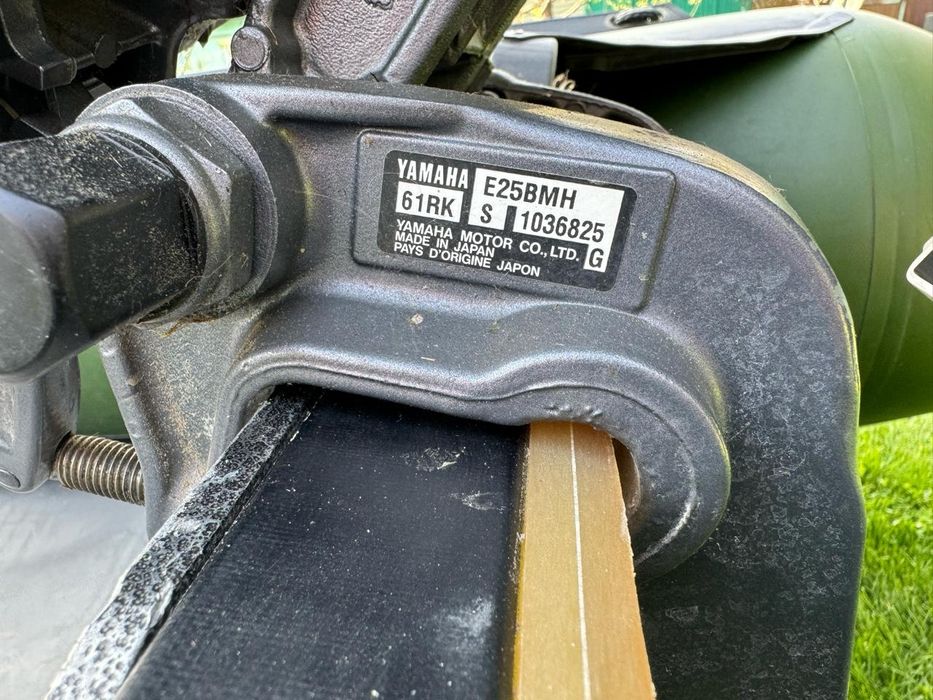 YAMAHA E25BMH
61RK S 1036825
YAMAHA MOTOR CO., LTD. G
MADE IN JAPAN
PAYS D'ORIGINE JAPON